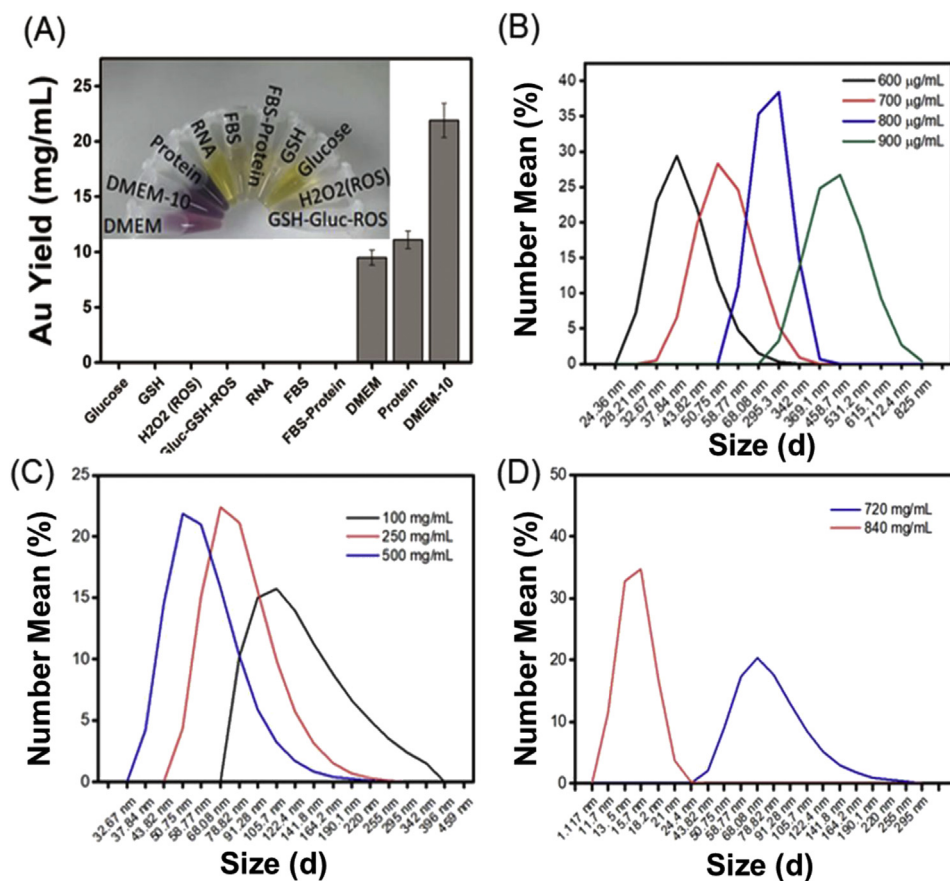 (A)
Au Yield (mg/mL)
25
20
15
10
5
0
DMEM
DMEM-10
Protein
RNA
FBS
FBS-Protein
GSH
Glucose
H2O2(ROS)
GSH-Gluc-ROS
Glucose
GSH
H2O2 (ROS)
Gluc-GSH-ROS
RNA
FBS
FBS-Protein
DMEM
Protein
DMEM-10
(B)
Number Mean (%)
40
35
30
25
20
15
10
5
0
600 µg/mL
700 µg/mL
800 µg/mL
900 µg/mL
24.36 nm
28.21 nm
32.67 nm
37.84 nm
43.82 nm
50.75 nm
58.77 nm
68.08 nm
295.3 nm
342 nm
369.1 nm
458.7 nm
531.2 nm
615.1 nm
712.4 nm
825 nm
Size (d)
(C)
Number Mean (%)
25
20
15
10
5
0
100 mg/mL
250 mg/mL
500 mg/mL
32.67 nm
37.84 nm
43.82 nm
50.75 nm
58.77 nm
68.08 nm
78.82 nm
91.28 nm
105.7 nm
122.4 nm
141.8 nm
164.2 nm
190.1 nm
220 nm
255 nm
295 nm
342 nm
396 nm
459 nm
Size (d)
(D)
Number Mean (%)
50
40
30
20
10
0
720 mg/mL
840 mg/mL
1.117 nm
11.7 nm
13.5 nm
15.7 nm
18.2 nm
21 nm
24.4 nm
43.82 nm
50.75 nm
58.77 nm
68.08 nm
78.82 nm
91.28 nm
105.7 nm
122.4 nm
141.8 nm
164.2 nm
190.1 nm
220 nm
255 nm
295 nm
Size (d)